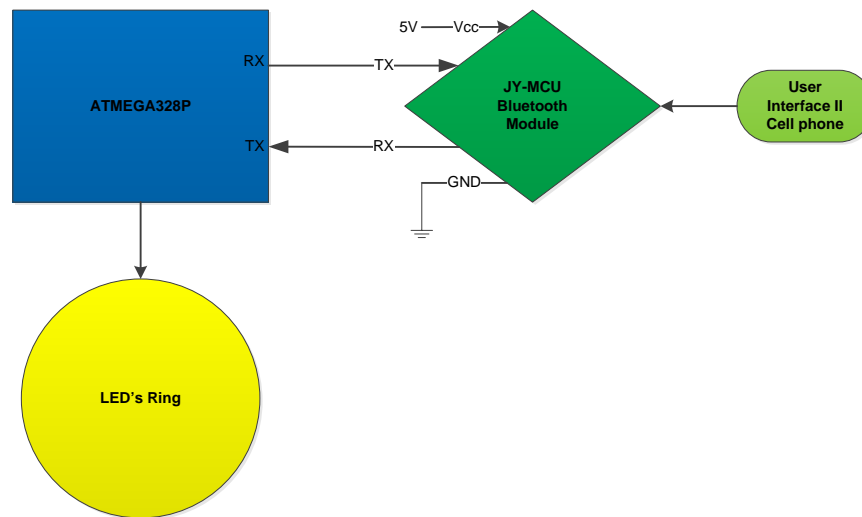 5V Vcc
RX TX
JY-MCU
Bluetooth
Module
User
Interface II
Cell phone
ATMEGA328P
TX RX
GND
LED's Ring